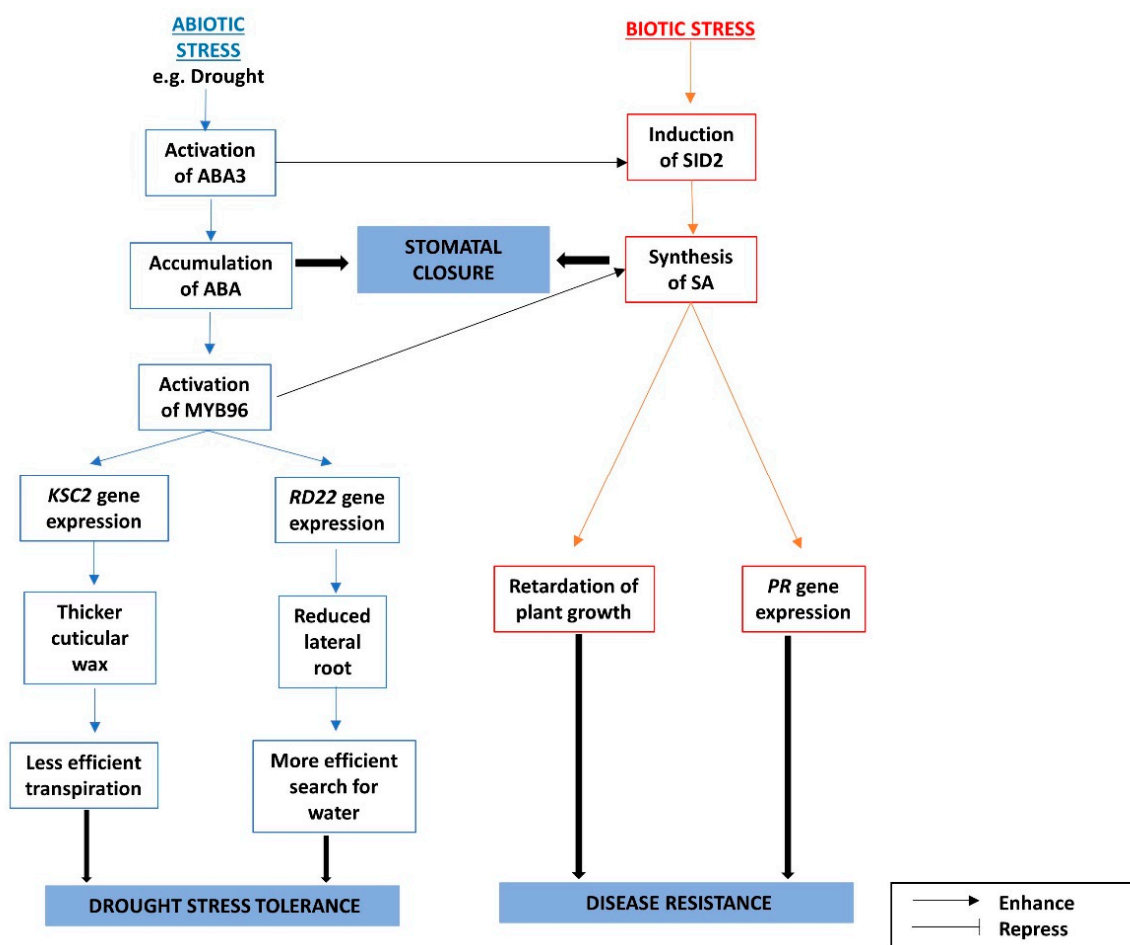 ABIOTIC
STRESS
e.g. Drought
BIOTIC STRESS
Activation
of ABA3
Induction
of SID2
Accumulation
of ABA
STOMATAL
CLOSURE
Synthesis
of SA
Activation
of MYB96
KSC2 gene
expression
RD22 gene
expression
Retardation of
plant growth
PR gene
expression
Thicker
cuticular
wax
Reduced
lateral
root
Less efficient
transpiration
More efficient
search for
water
DROUGHT STRESS TOLERANCE
DISEASE RESISTANCE
Enhance
Repress